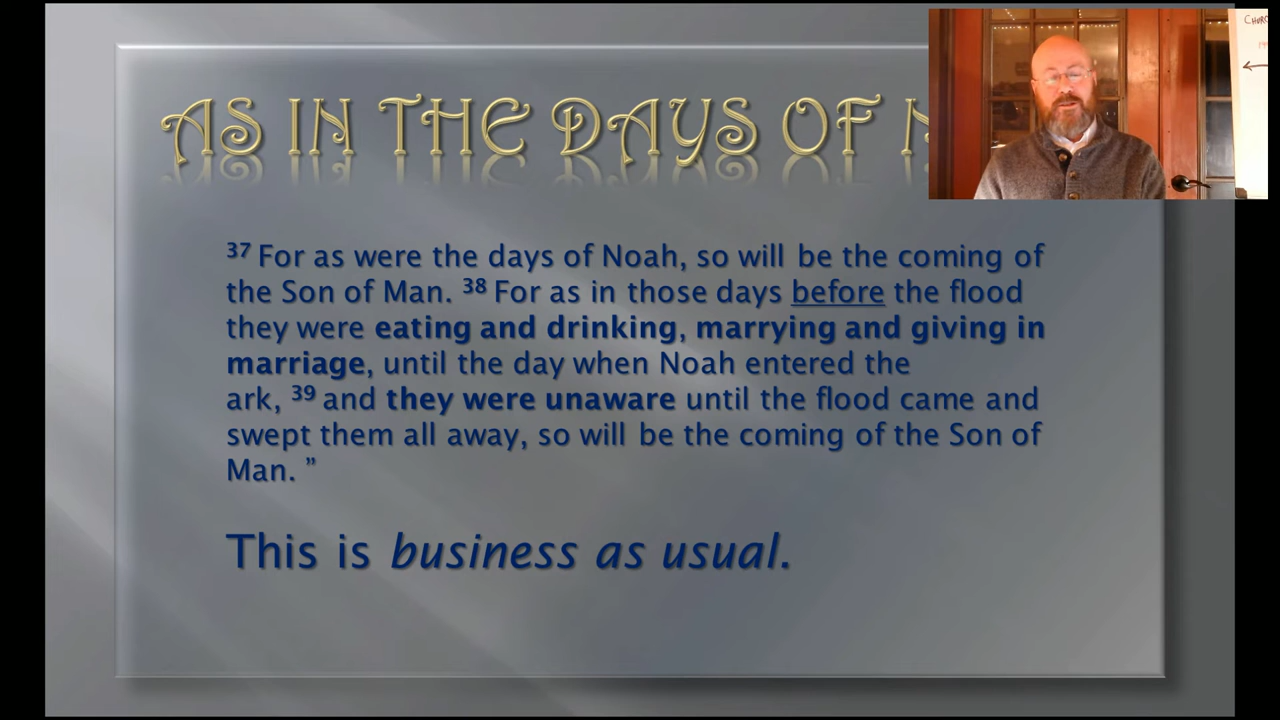 AS IN THE DAYS OF
³⁷ For as were the days of Noah, so will be the coming of
the Son of Man. ³⁸ For as in those days before the flood
they were eating and drinking, marrying and giving in
marriage, until the day when Noah entered the
ark, ³⁹ and they were unaware until the flood came and
swept them all away, so will be the coming of the Son of
Man. ”
This is business as usual.